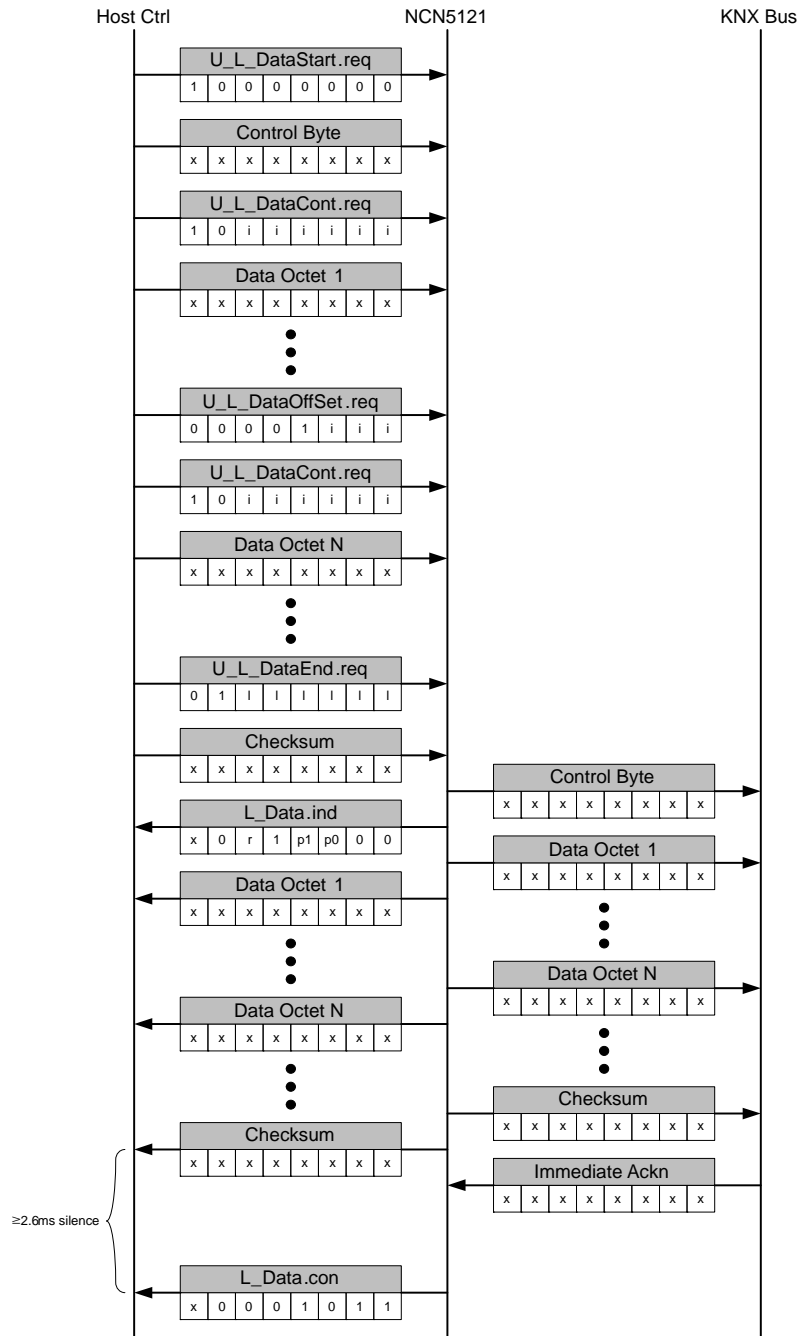 Host Ctrl NCN5121 KNX Bus
U_L_DataStart.req
1 0 0 0 0 0 0 0
Control Byte
x x x x x x x x
U_L_DataCont.req
1 0 i i i i i i
Data Octet 1
x x x x x x x x
U_L_DataOffSet.req
0 0 0 0 1 i i i
U_L_DataCont.req
1 0 i i i i i i
Data Octet N
x x x x x x x x
U_L_DataEnd.req
0 1 l l l l l l
Checksum
x x x x x x x x
Control Byte
x x x x x x x x
L_Data.ind
x 0 r 1 p1 p0 0 0
Data Octet 1
x x x x x x x x
Data Octet 1
x x x x x x x x
Data Octet N
x x x x x x x x
Data Octet N
x x x x x x x x
Checksum
x x x x x x x x
Checksum
x x x x x x x x
Immediate Ackn
x x x x x x x x
≥2.6ms silence
L_Data.con
x 0 0 0 1 0 1 1